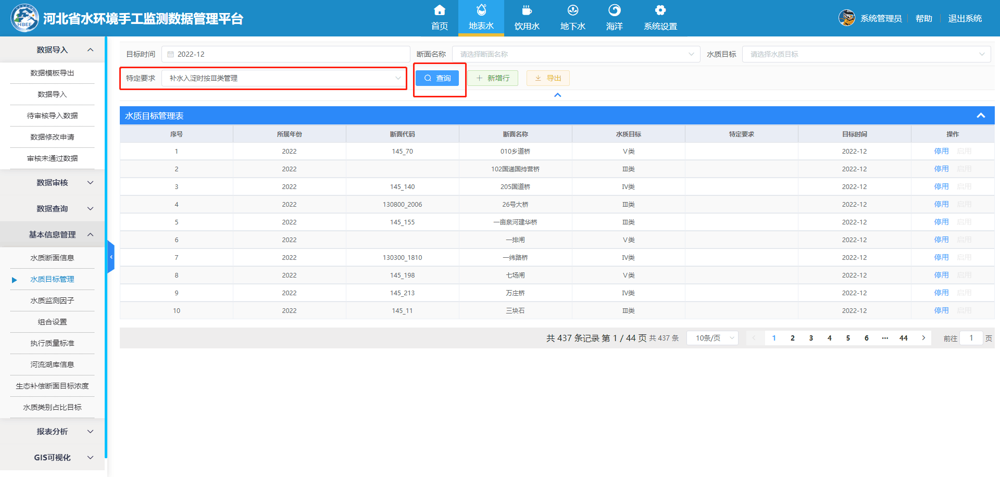 HBEE
河北省水环境手工监测数据管理平台
首页 地表水 饮用水 地下水 海洋 系统设置
系统管理员 帮助 退出系统
数据导入
数据模板导出
数据导入
待审核导入数据
数据修改申请
审核未通过数据
数据审核
数据查询
基本信息管理
水质断面信息
水质目标管理
水质监测因子
组合设置
执行质量标准
河流湖库信息
生态补偿断面目标浓度
水质类别占比目标
报表分析
GIS可视化
目标时间 2022-12 断面名称 请选择断面名称 水质目标 请选择水质目标
特定要求 补水入淀时按Ⅲ类管理 查询 新增行 导出
水质目标管理表
序号 所属年份 断面代码 断面名称 水质目标 特定要求 目标时间 操作
1 2022 145_70 010乡道桥 Ⅴ类 2022-12 停用 启用
2 2022 102国递国持营桥 Ⅲ类 2022-12 停用 启用
3 2022 145_140 205国道桥 Ⅳ类 2022-12 停用 启用
4 2022 130800_2006 26号大桥 Ⅲ类 2022-12 停用 启用
5 2022 145_155 一亩泉河建华桥 Ⅲ类 2022-12 停用 启用
6 2022 一排闸 Ⅴ类 2022-12 停用 启用
7 2022 130300_1810 一纬路桥 Ⅳ类 2022-12 停用 启用
8 2022 145_198 七场闸 Ⅴ类 2022-12 停用 启用
9 2022 145_213 万庄桥 Ⅳ类 2022-12 停用 启用
10 2022 145_11 三块石 Ⅲ类 2022-12 停用 启用
共 437 条记录 第 1 / 44 页 共 437 条 10条/页 1 2 3 4 5 6 ··· 44 前往 1 页